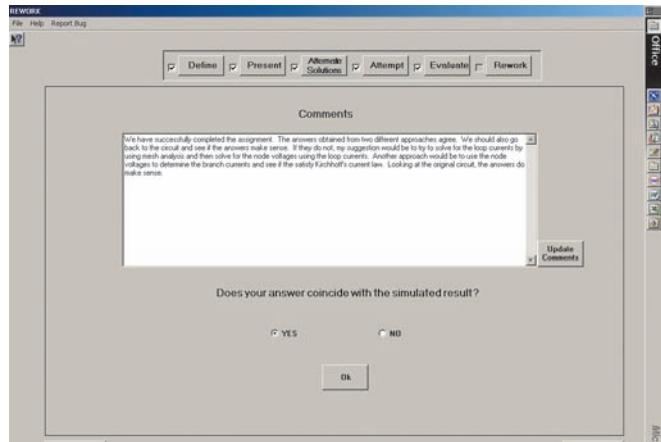 REWORK
File Help Report Bug
Define Present Alternate Solutions Attempt Evaluate Rework
Office
Comments
We have successfully completed the assignment. The answers obtained from two different approaches agree. We should also go
back to the circuit and see if the answers make sense. If they do not, my suggestion would be to try to solve for the loop currents by
using mesh analysis and then solve for the node voltages using the loop currents. Another approach would be to use the node
voltages to determine the branch currents and see if the satisfy Kirchhoff's current law. Looking at the original circuit, the answers do
make sense.
Update
Comments
Does your answer coincide with the simulated result?
YES NO
Ok